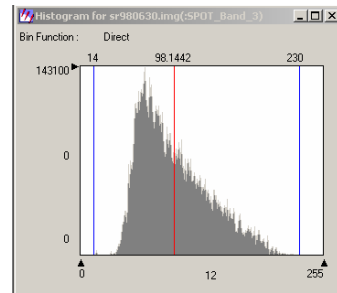 Histogram for sr980630.img(:SPOT_Band_3)
Bin Function : Direct
14 98.1442 230
143100
0
0
0 12 255